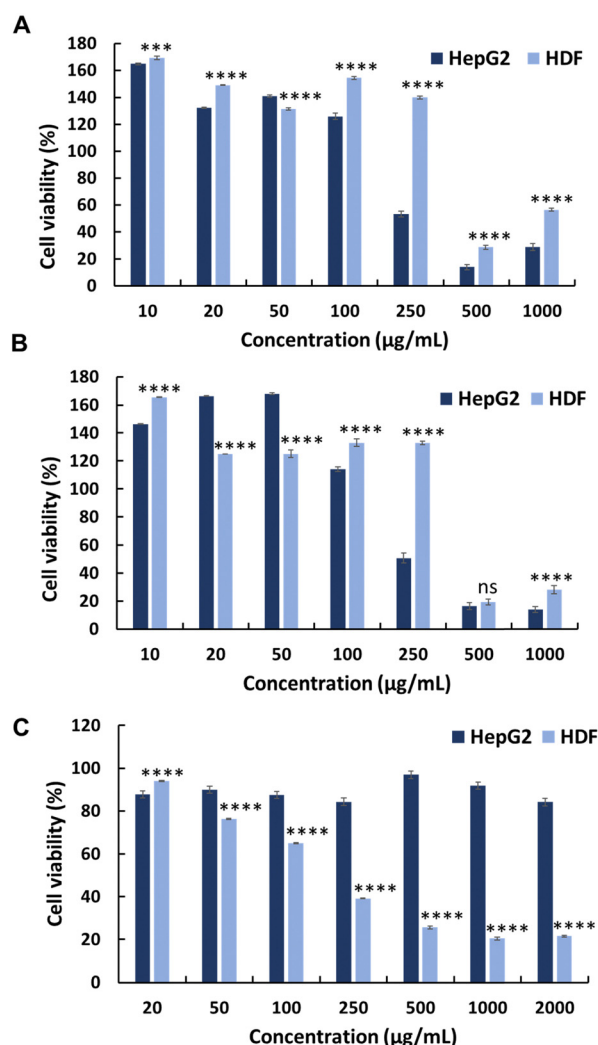 A
180
160
140
120
100
80
60
40
20
0
Cell viability (%)
HepG2 HDF
*** **** **** **** **** **** ****
10 20 50 100 250 500 1000
Concentration (µg/mL)
B
180
160
140
120
100
80
60
40
20
0
Cell viability (%)
HepG2 HDF
**** **** **** **** **** ns ****
10 20 50 100 250 500 1000
Concentration (µg/mL)
C
120
100
80
60
40
20
0
Cell viability (%)
HepG2 HDF
**** **** **** **** **** **** ****
20 50 100 250 500 1000 2000
Concentration (µg/mL)